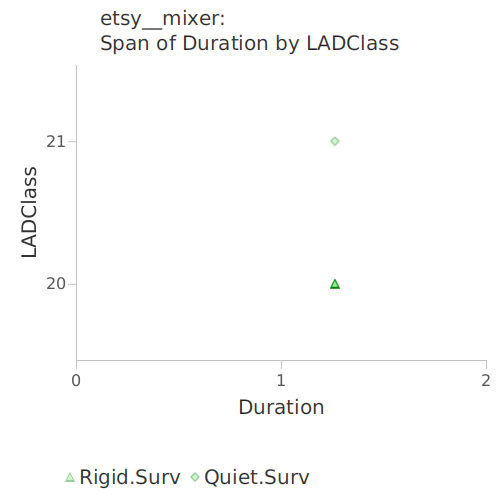 etsy__mixer:
Span of Duration by LADClass
21
20
LADClass
0
1
2
Duration
Rigid.Surv
Quiet.Surv